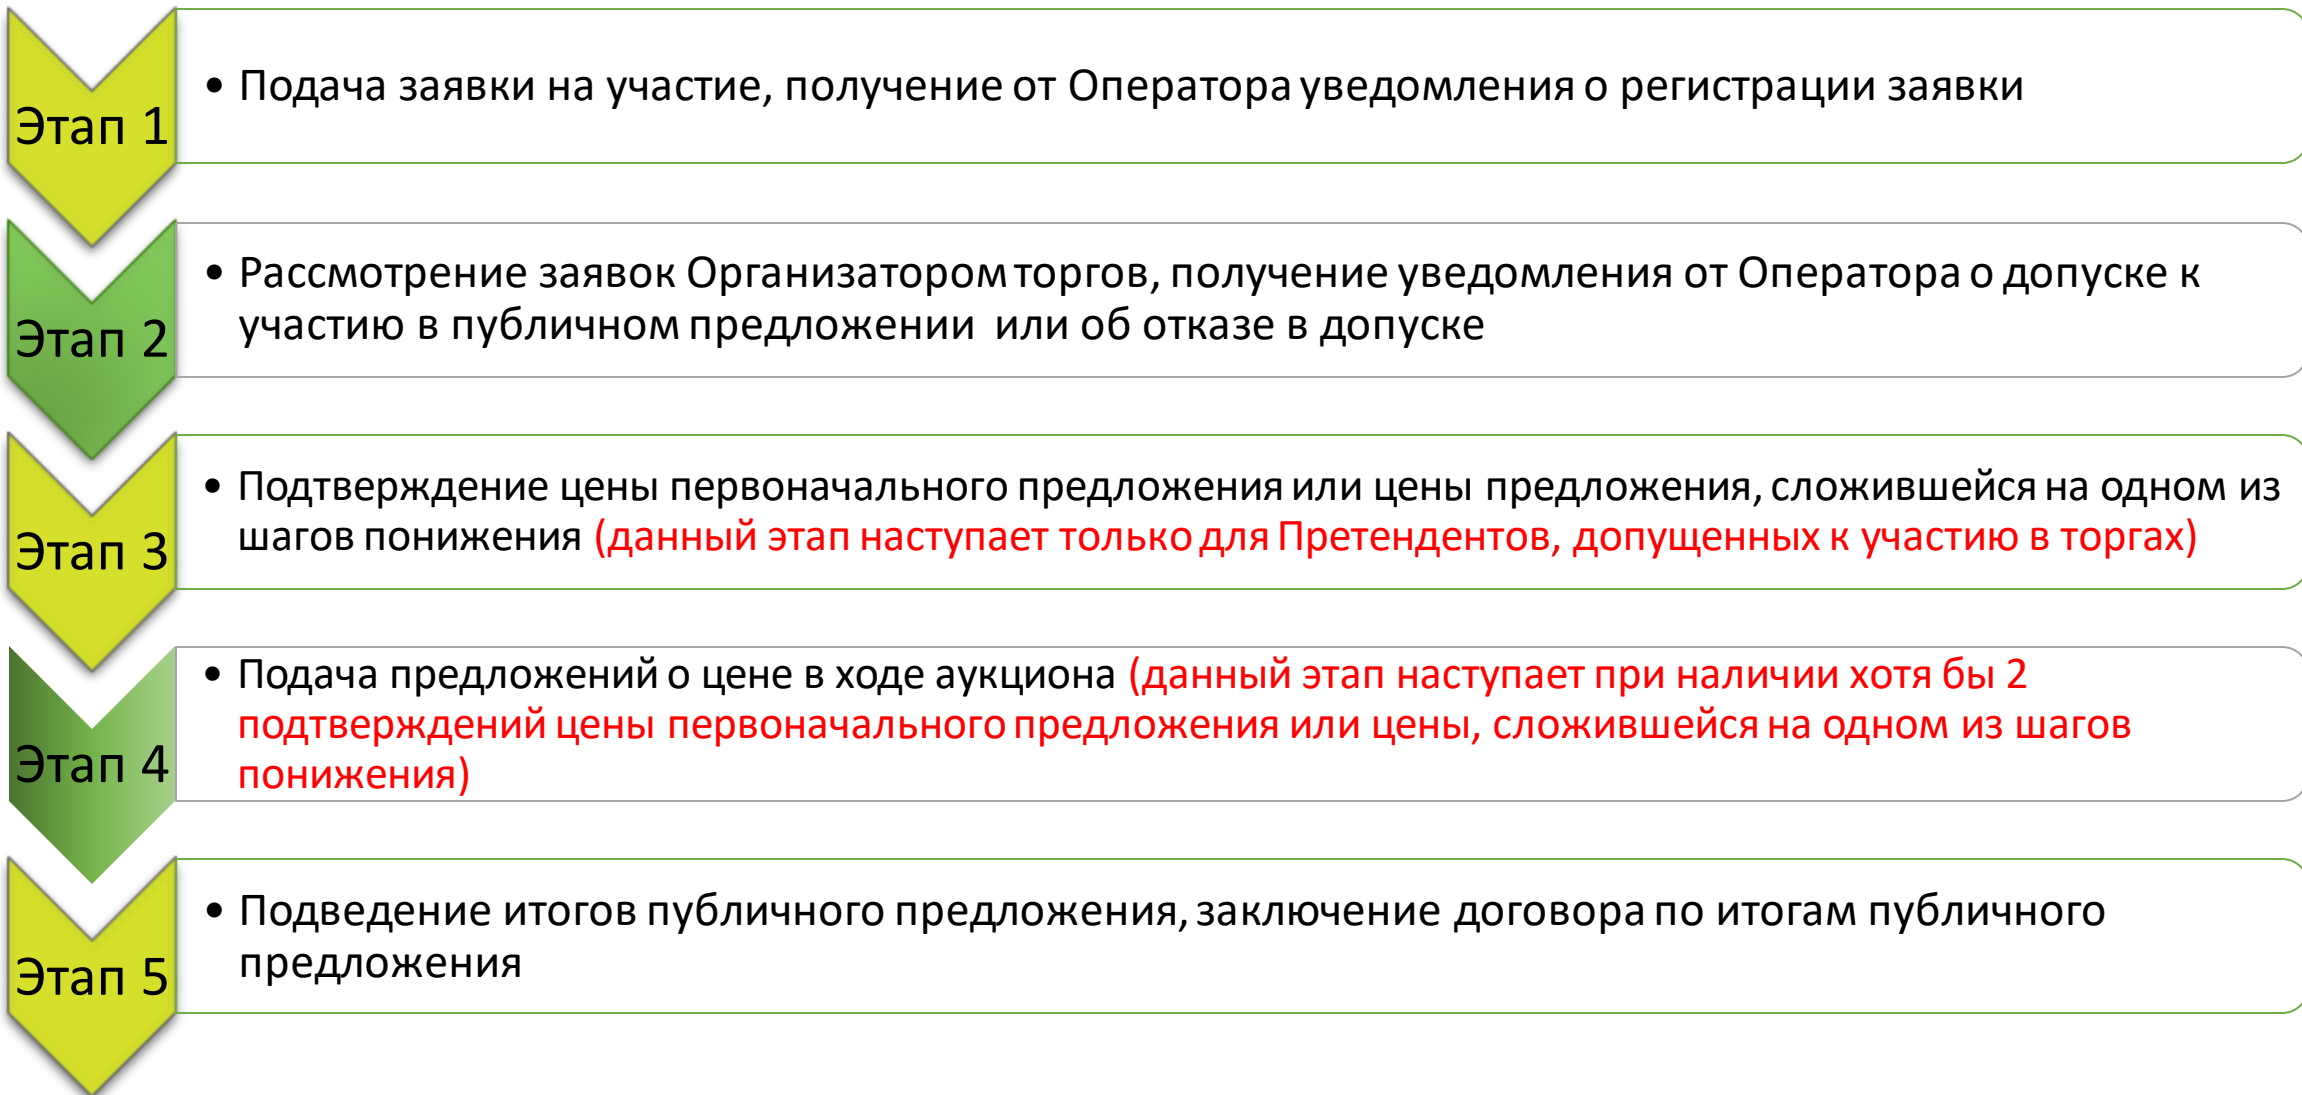 Этап 1
• Подача заявки на участие, получение от Оператора уведомления о регистрации заявки
Этап 2
• Рассмотрение заявок Организатором торгов, получение уведомления от Оператора о допуске к
участию в публичном предложении или об отказе в допуске
Этап 3
• Подтверждение цены первоначального предложения или цены предложения, сложившейся на одном из
шагов понижения (данный этап наступает только для Претендентов, допущенных к участию в торгах)
Этап 4
• Подача предложений о цене в ходе аукциона (данный этап наступает при наличии хотя бы 2
подтверждений цены первоначального предложения или цены, сложившейся на одном из шагов
понижения)
Этап 5
• Подведение итогов публичного предложения, заключение договора по итогам публичного
предложения